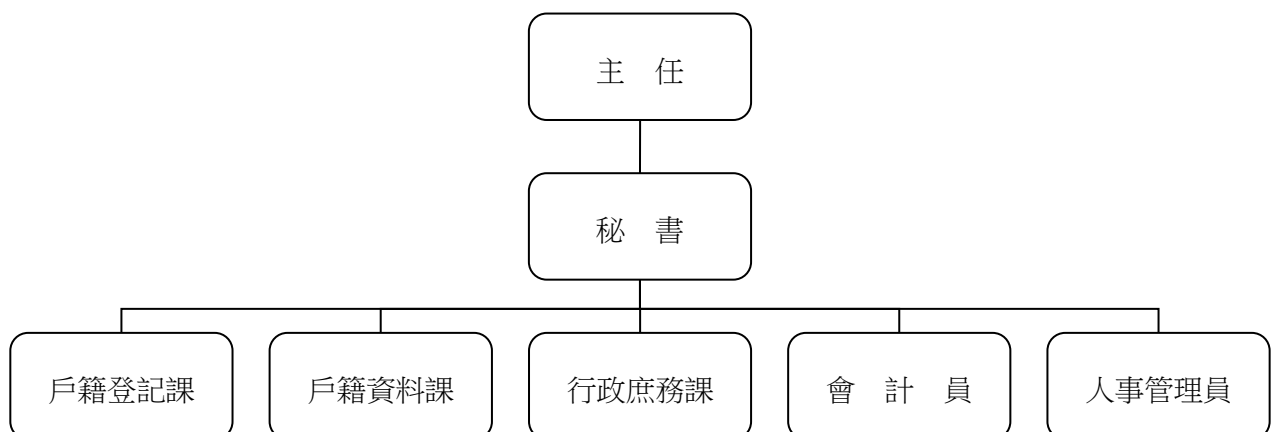 主　任
秘　書
戶籍登記課
戶籍資料課
行政庶務課
會　計　員
人事管理員